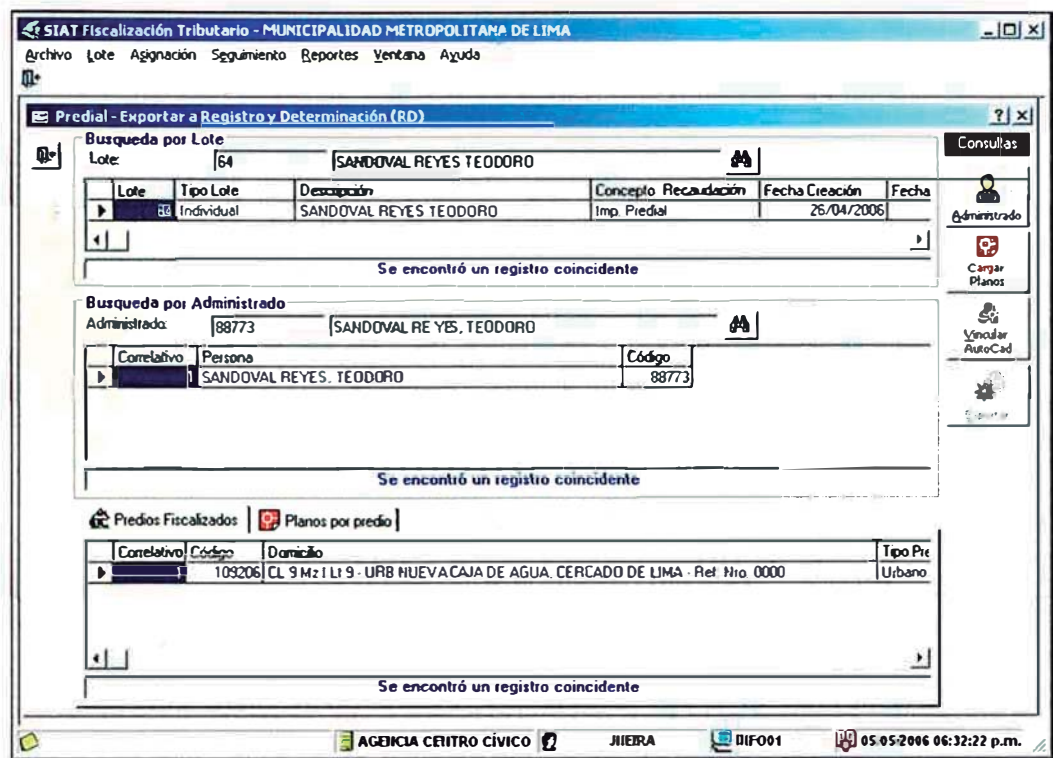 SIAT Fiscalización Tributario - MUNICIPALIDAD METROPOLITANA DE LIMA
Archivo Lote Asignación Seguimiento Reportes Ventana Ayuda
Predial - Exportar a Registro y Determinación (RD)
Consultas
Busqueda por Lote
Lote: 64 SANDOVAL REYES TEODORO
Lote Tipo Lote Descripción Concepto Recaudación Fecha Creación Fecha
64 Individual SANDOVAL REYES TEODORO Imp. Predial 26/04/2006
Se encontró un registro coincidente
Administrado
Cargar
Planos
Vincular
AutoCad
Exportar
Busqueda por Administrado
Administrado: 88773 SANDOVAL REYES, TEODORO
Correlativo Persona Código
1 SANDOVAL REYES, TEODORO 88773
Se encontró un registro coincidente
Predios Fiscalizados Planos por predio
Correlativo Código Domicilio Tipo Pre
1 109206 CL 9 Mz I Lt 9 - URB NUEVA CAJA DE AGUA, CERCADO DE LIMA - Ref: Nro. 0000 Urbano
Se encontró un registro coincidente
AGENCIA CENTRO CÍVICO DIF001 05/05/2006 06:32:22 p.m.